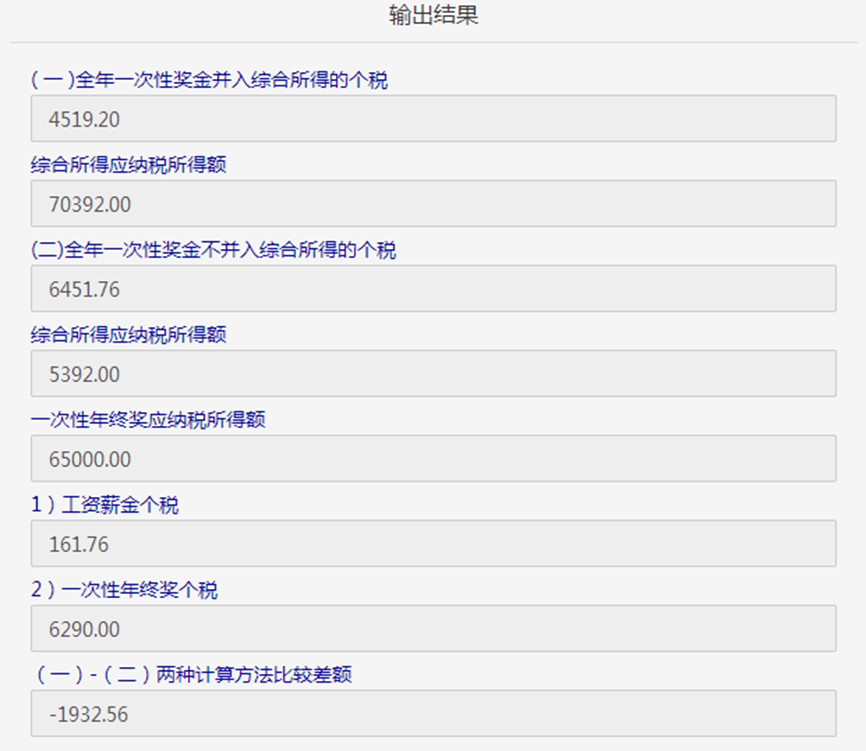 输出结果
( 一 )全年一次性奖金并入综合所得的个税
4519.20
综合所得应纳税所得额
70392.00
(二)全年一次性奖金不并入综合所得的个税
6451.76
综合所得应纳税所得额
5392.00
一次性年终奖应纳税所得额
65000.00
1 ) 工资薪金个税
161.76
2 ) 一次性年终奖个税
6290.00
( 一 ) - ( 二 ) 两种计算方法比较差额
-1932.56